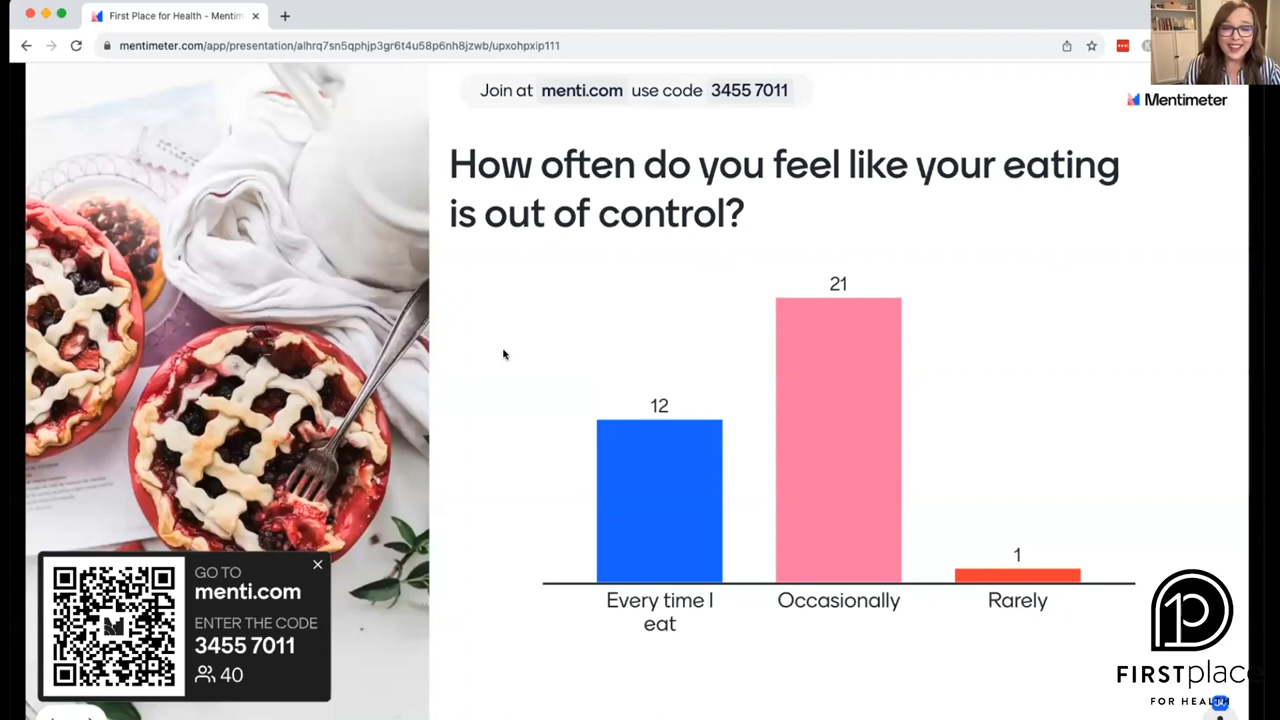 First Place for Health - Mentim
mentimeter.com/app/presentation/alhrq7sn5qphjp3gr6t4u58p6nh8jzwb/upxohpxip111
Join at menti.com use code 3455 7011
Mentimeter
How often do you feel like your eating
is out of control?
21
12
1
Every time I
eat
Occasionally
Rarely
GO TO
menti.com
ENTER THE CODE
3455 7011
40
FIRSTplace
FOR HEALTH